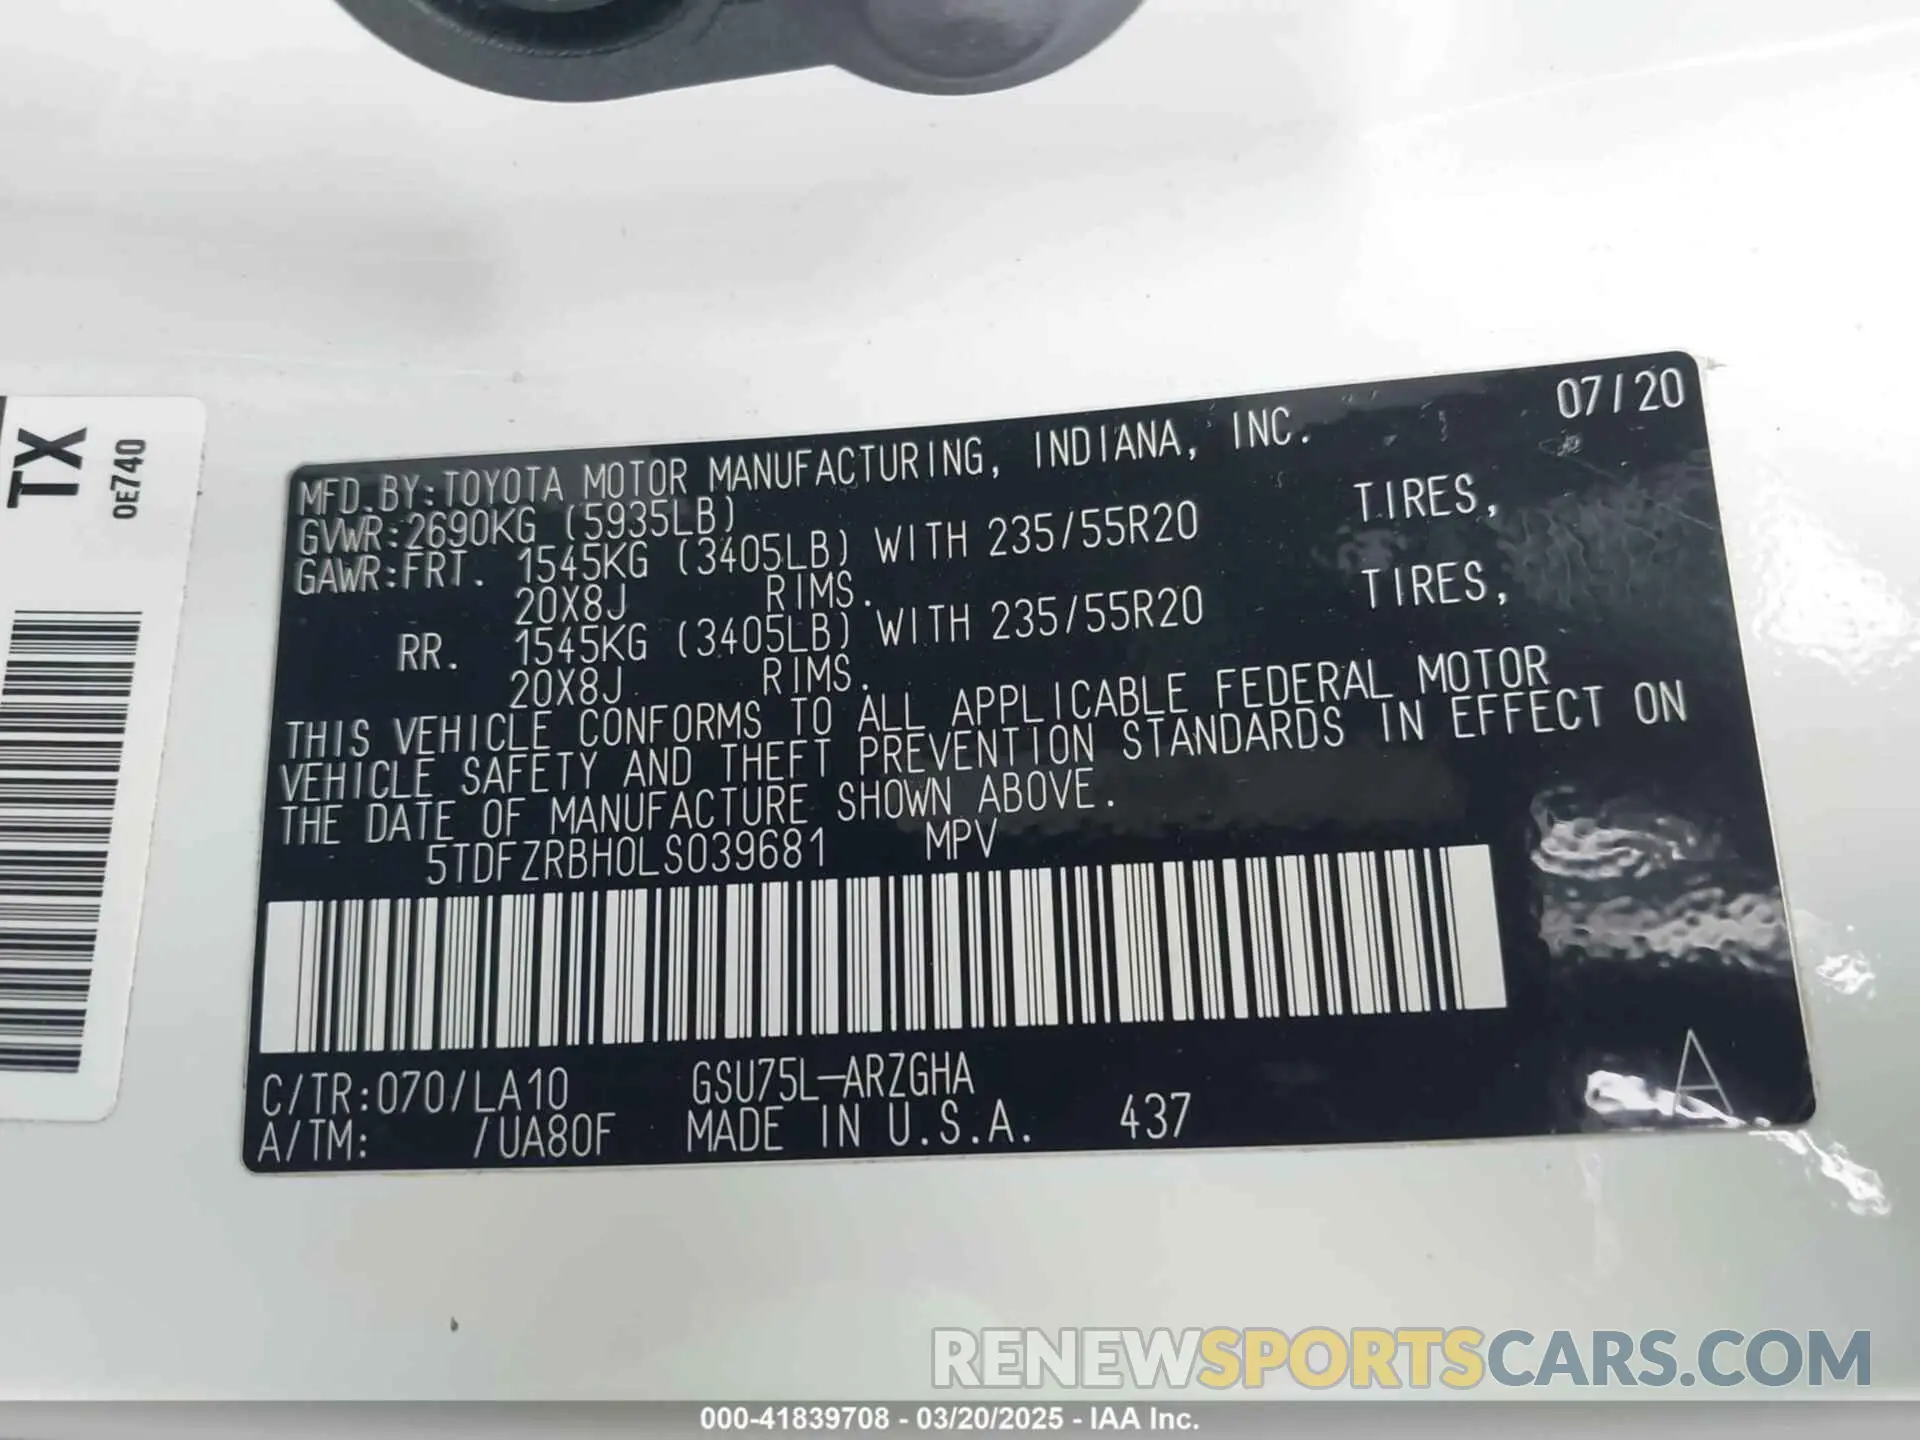 07/20
MFD.BY:TOYOTA MOTOR MANUFACTURING, INDIANA, INC.
GVWR:2690KG (5935LB)
GAWR:FRT. 1545KG (3405LB) WITH 235/55R20 TIRES,
20X8J RIMS.
RR. 1545KG (3405LB) WITH 235/55R20 TIRES,
20X8J RIMS.
THIS VEHICLE CONFORMS TO ALL APPLICABLE FEDERAL MOTOR
VEHICLE SAFETY AND THEFT PREVENTION STANDARDS IN EFFECT ON
THE DATE OF MANUFACTURE SHOWN ABOVE.
5TDFZRBH0LS039681 MPV
C/TR:070/LA10 GSU75L-ARZGHA
A/TM: /UA80F MADE IN U.S.A. 437
A
TX
0E740
RENEWSPORTSCARS.COM
000-41839708 - 03/20/2025 - IAA Inc.